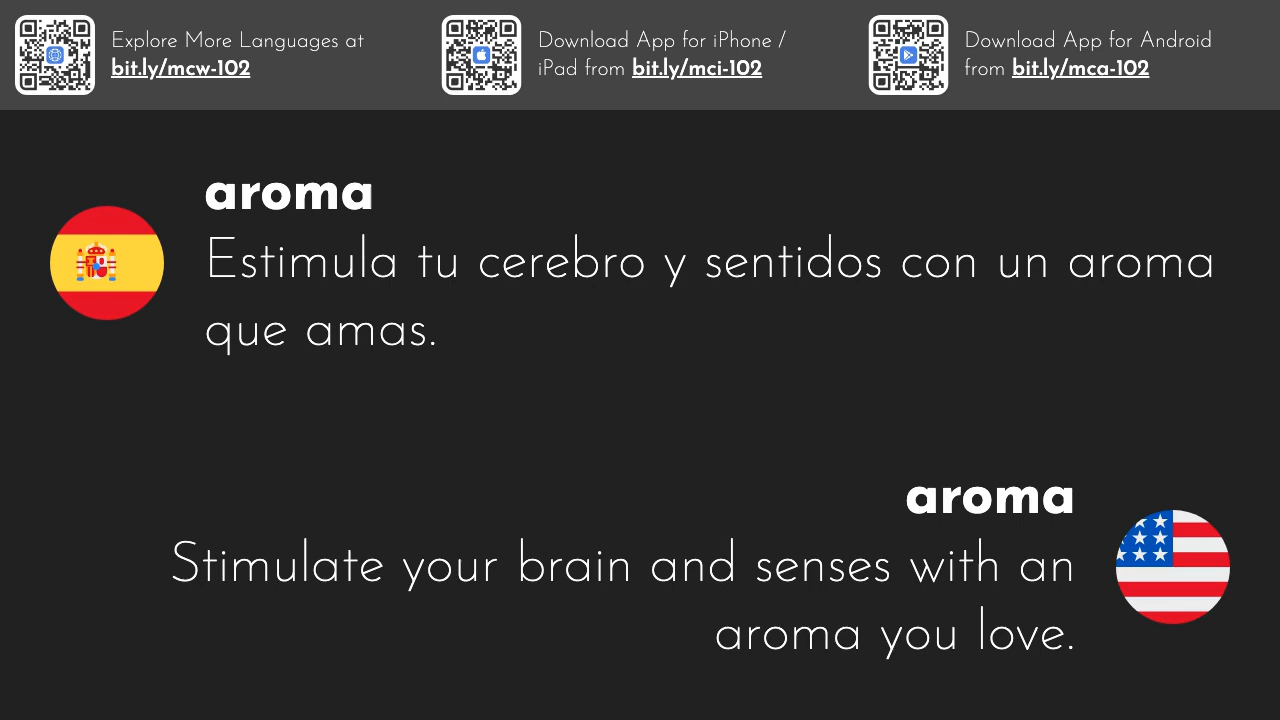 Explore More Languages at
bit.ly/mcw-102
Download App for iPhone /
iPad from bit.ly/mci-102
Download App for Android
from bit.ly/mca-102
aroma
Estimula tu cerebro y sentidos con un aroma
que amas.
aroma
Stimulate your brain and senses with an
aroma you love.